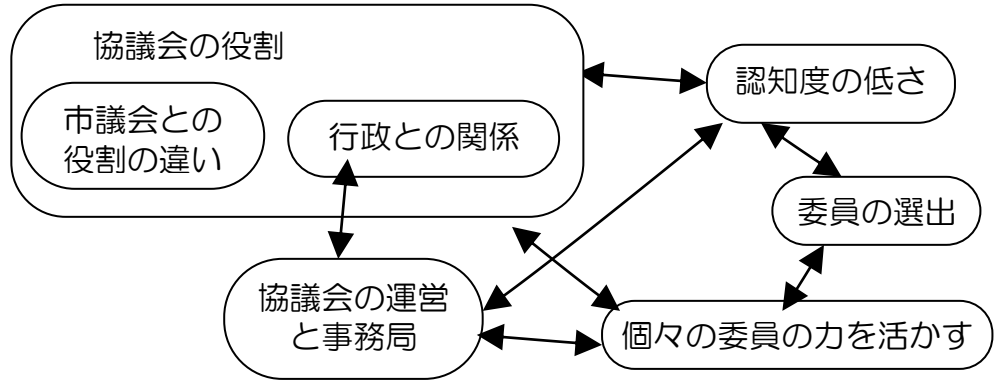 協議会の役割
市議会との
役割の違い
行政との関係
認知度の低さ
委員の選出
協議会の運営
と事務局
個々の委員の力を活かす